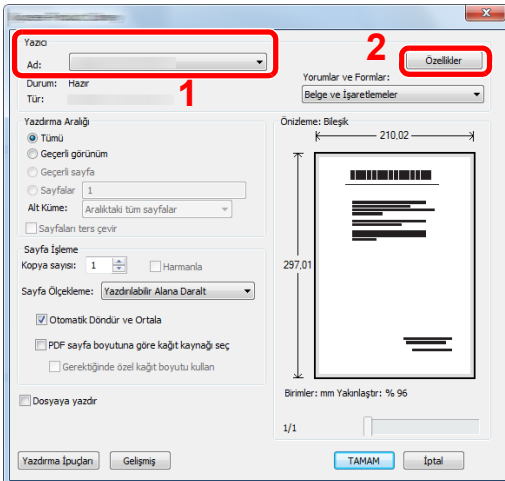 Yazıcı
2
Ad:
Özellikler
1
Durum: Hazır
Tür:
Yorumlar ve Formlar:
Belge ve İşaretlemeler
Yazdırma Aralığı
Tümü
Geçerli görünüm
Geçerli sayfa
Sayfalar 1
Alt Küme: Aralıktaki tüm sayfalar
Sayfaları ters çevir
Sayfa İşleme
Kopya sayısı: 1 Harmanla
Sayfa Ölçekleme: Yazdırılabilir Alana Daralt
Otomatik Döndür ve Ortala
PDF sayfa boyutuna göre kağıt kaynağı seç
Gerektiğinde özel kağıt boyutu kullan
Dosyaya yazdır
Önizleme: Bileşik
210,02
297,01
Birimler: mm Yakınlaştır: % 96
1/1
Yazdırma İpuçları Gelişmiş TAMAM İptal